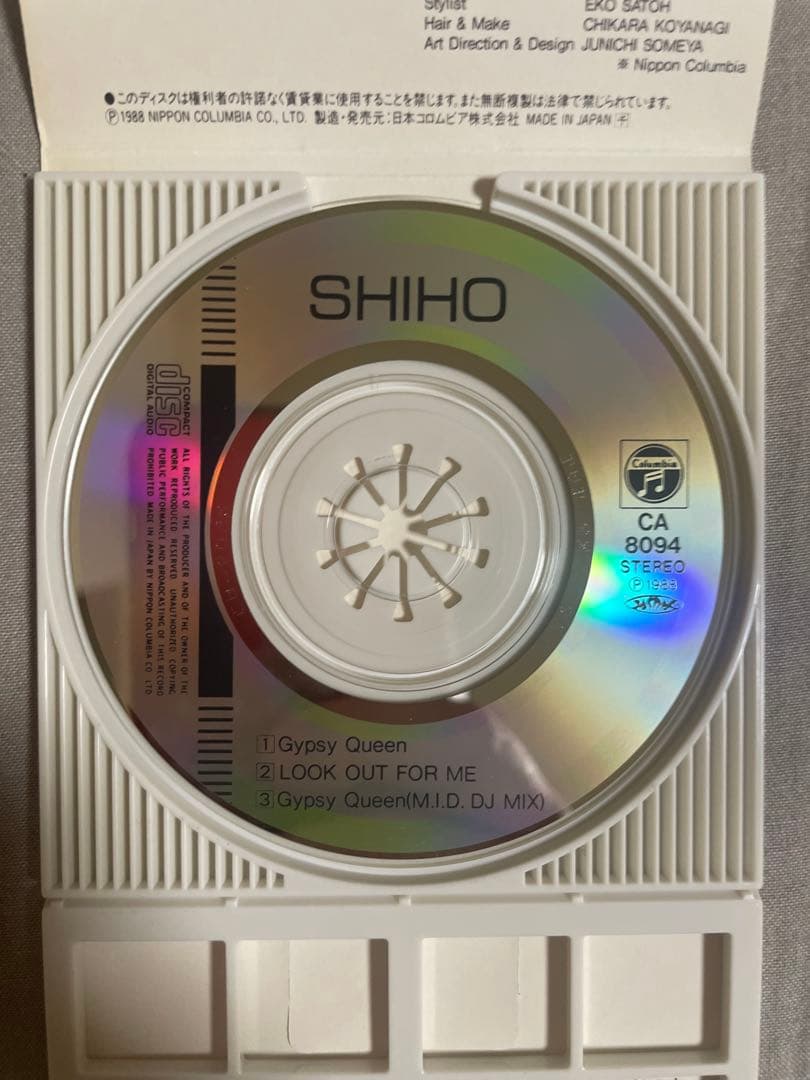 Stylist EKO SATOH
Hair & Make CHIKARA KOYANAGI
Art Direction & Design JUNICHI SOMEYA
※ Nippon Columbia
●このディスクは権利者の許諾なく賃貸業に使用することを禁じます。また無断複製は法律で禁じられています。
Ⓟ1988 NIPPON COLUMBIA CO., LTD. 製造・発売元:日本コロムビア株式会社 MADE IN JAPAN
SHIHO
COMPACT
disc
DIGITAL AUDIO
ALL RIGHTS OF THE PRODUCER AND OF THE OWNER OF THE
WORK REPRODUCED RESERVED. UNAUTHORIZED COPYING
PUBLIC PERFORMANCE AND BROADCASTING OF THIS RECORD
PROHIBITED MADE IN JAPAN BY NIPPON COLUMBIA CO. LTD
Columbia
CA
8094
STEREO
Ⓟ1988
1 Gypsy Queen
2 LOOK OUT FOR ME
3 Gypsy Queen(M.I.D. DJ MIX)